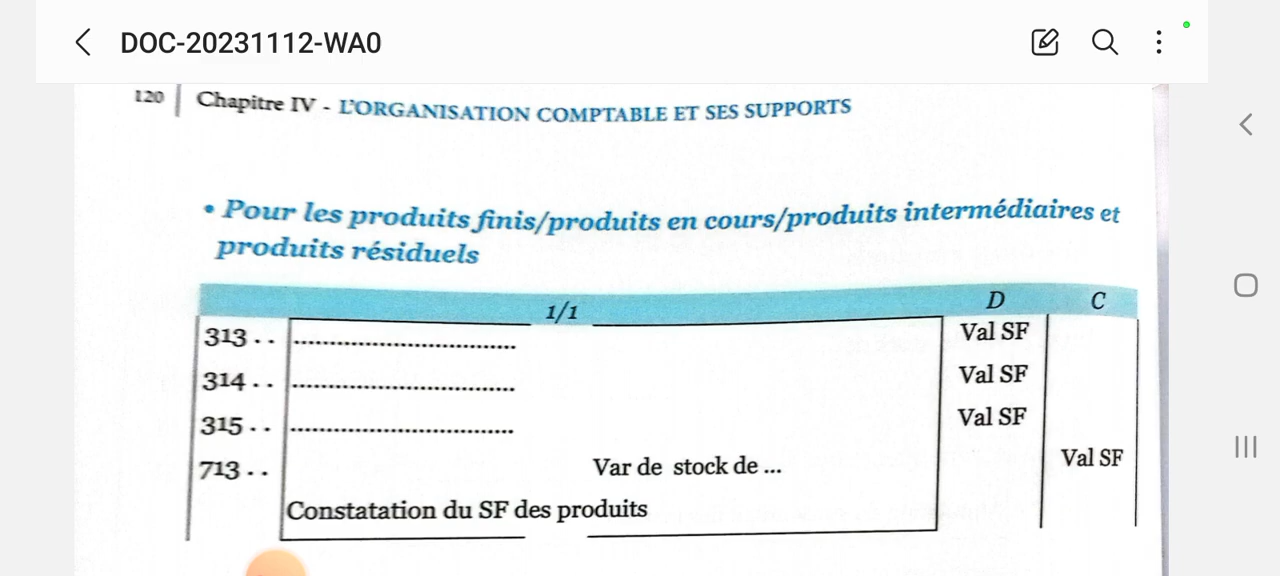 DOC-20231112-WA0
120 | Chapitre IV - L'ORGANISATION COMPTABLE ET SES SUPPORTS
• Pour les produits finis/produits en cours/produits intermédiaires et
produits résiduels
1/1 D C
313 . . ........................................ Val SF
314 . . ........................................ Val SF
315 . . ........................................ Val SF
713 . . Var de stock de ... Val SF
Constatation du SF des produits